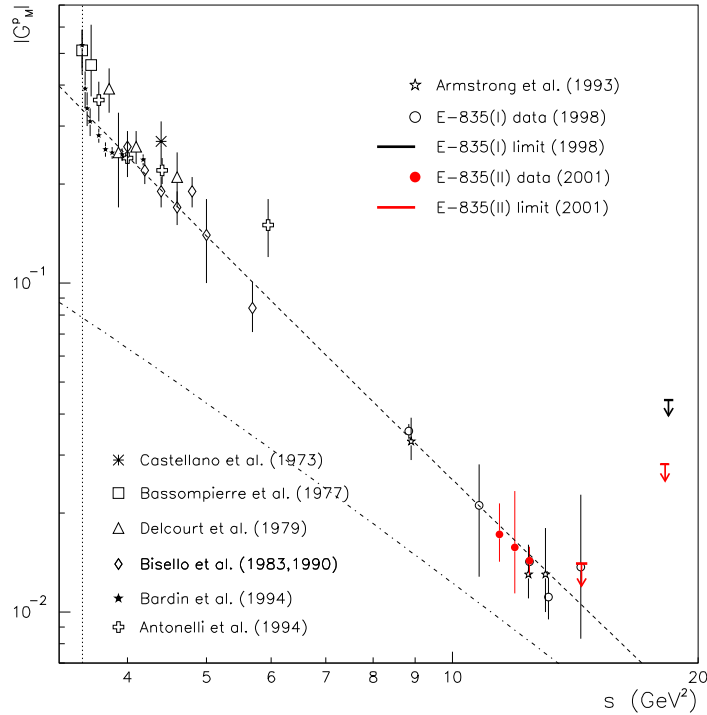 |Gᵖ_M|
Armstrong et al. (1993)
E-835(I) data (1998)
E-835(I) limit (1998)
E-835(II) data (2001)
E-835(II) limit (2001)
10⁻¹
Castellano et al. (1973)
Bassompierre et al. (1977)
Delcourt et al. (1979)
Bisello et al. (1983,1990)
Bardin et al. (1994)
Antonelli et al. (1994)
10⁻²
4 5 6 7 8 9 10 20
s (GeV²)